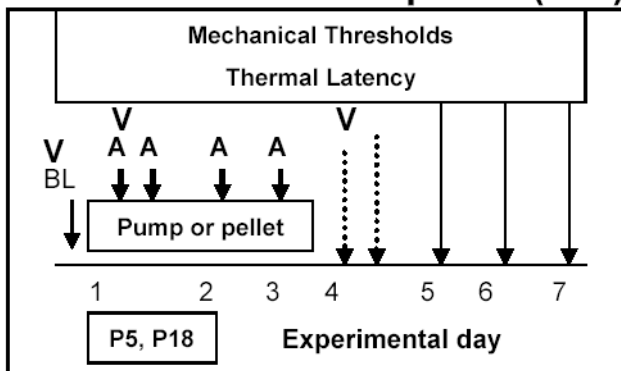 Mechanical Thresholds
Thermal Latency
V V
V A A A A
BL
Pump or pellet
1 2 3 4 5 6 7
P5, P18 Experimental day